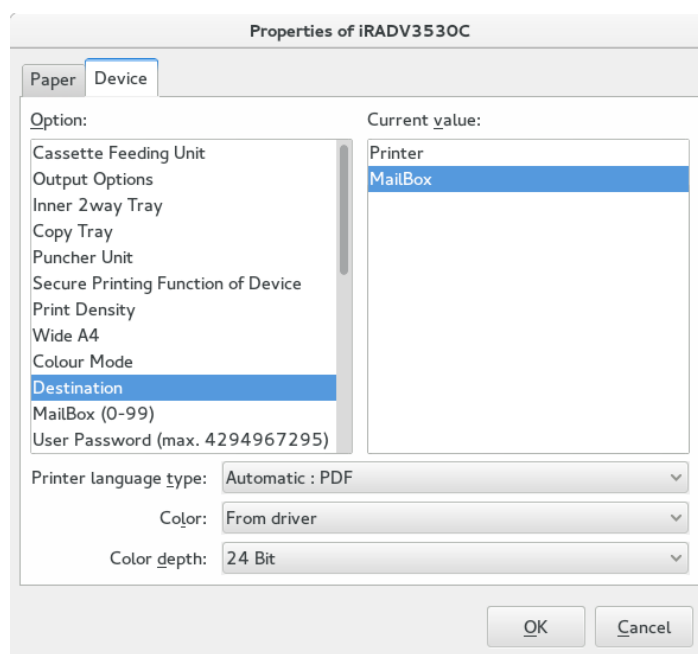 Properties of iRADV3530C
Paper Device
Option:
Cassette Feeding Unit
Output Options
Inner 2way Tray
Copy Tray
Puncher Unit
Secure Printing Function of Device
Print Density
Wide A4
Colour Mode
Destination
MailBox (0-99)
User Password (max. 4294967295)
Current value:
Printer
MailBox
Printer language type: Automatic : PDF
Color: From driver
Color depth: 24 Bit
OK Cancel